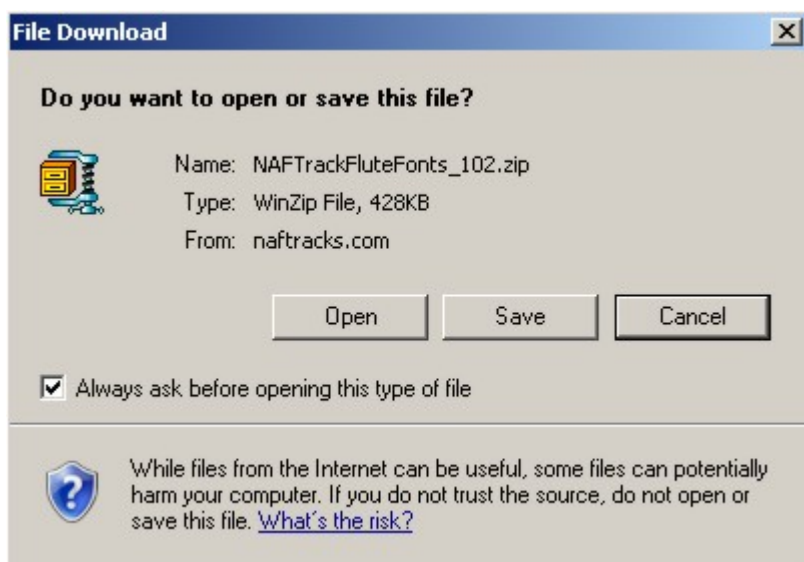 File Download
Do you want to open or save this file?
Name: NAFTrackFluteFonts_102.zip
Type: WinZip File, 428KB
From: naftracks.com
Open Save Cancel
Always ask before opening this type of file
While files from the Internet can be useful, some files can potentially
harm your computer. If you do not trust the source, do not open or
save this file. What's the risk?